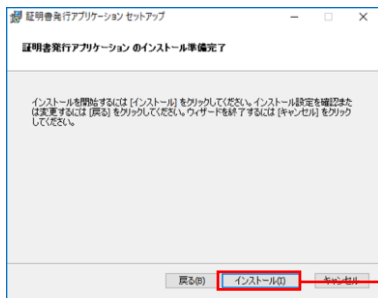 証明書発行アプリケーション セットアップ
証明書発行アプリケーション のインストール準備完了
インストールを開始するには [インストール] をクリックしてください。インストール設定を確認また
は変更するには [戻る] をクリックしてください。ウィザードを終了するには [キャンセル] をクリック
してください。
戻る(B) インストール(I) キャンセル